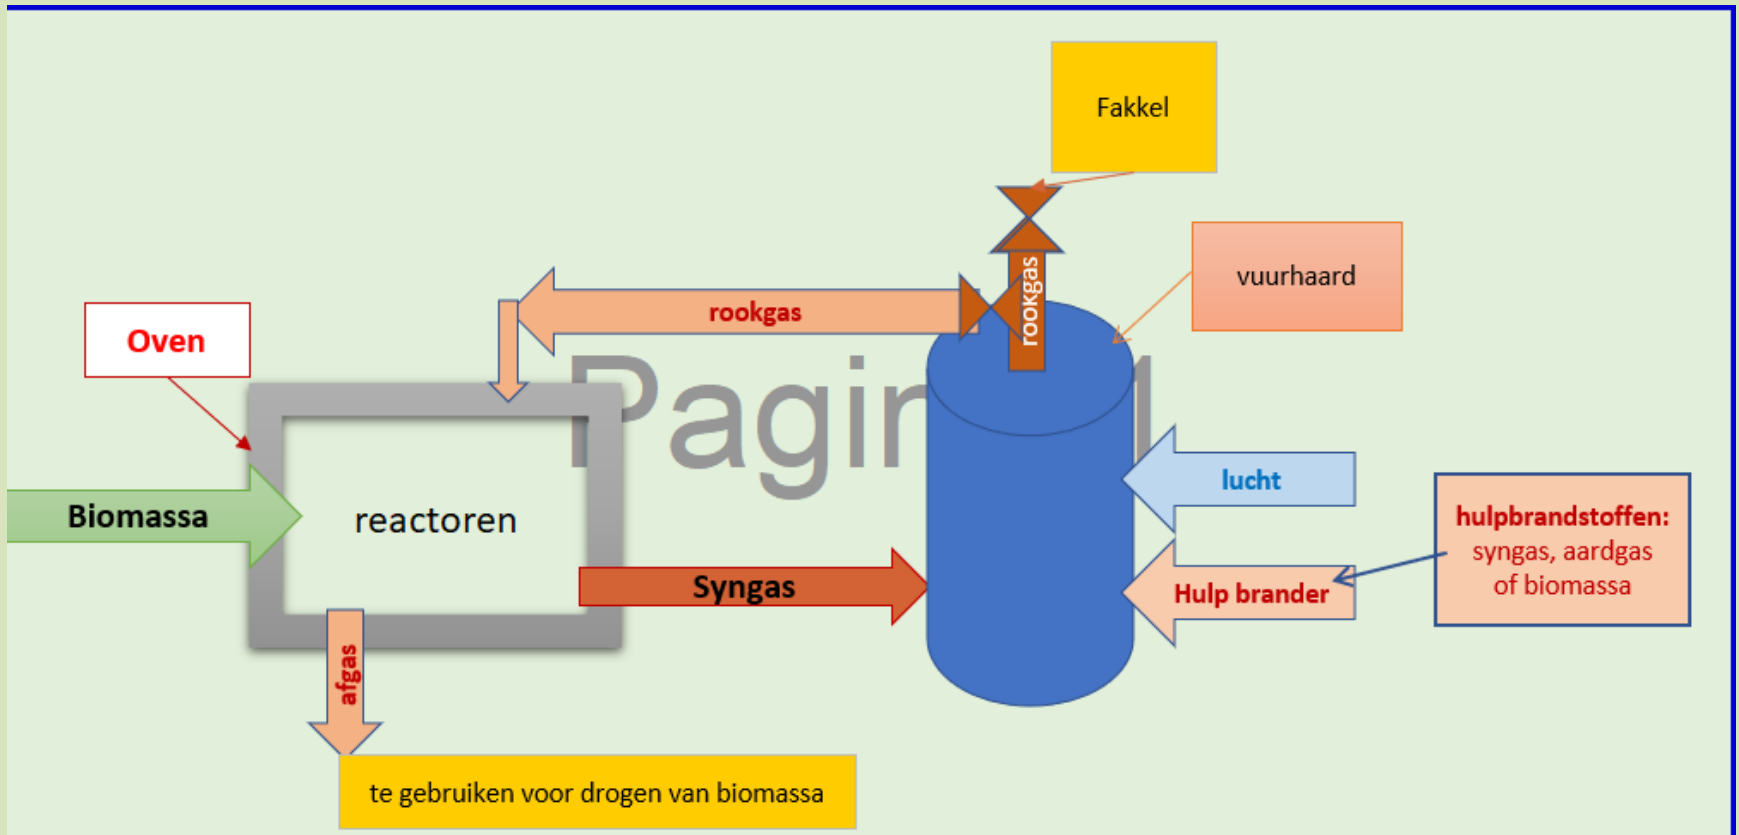 Fakkel
rookgas
vuurhaard
rookgas
Oven
lucht
Biomassa
reactoren
hulpbrandstoffen:
syngas, aardgas
of biomassa
Syngas
Hulp brander
afgas
te gebruiken voor drogen van biomassa